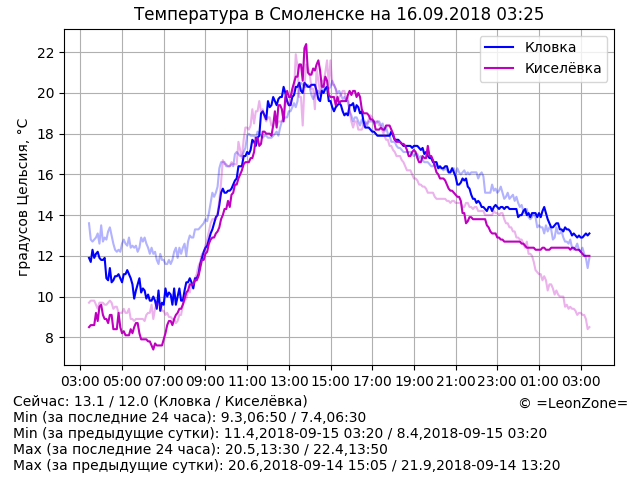 Температура в Смоленске на 16.09.2018 03:25
градусов Цельсия, °C
22
20
18
16
14
12
10
8
Кловка
Киселёвка
03:00 05:00 07:00 09:00 11:00 13:00 15:00 17:00 19:00 21:00 23:00 01:00 03:00
Сейчас: 13.1 / 12.0 (Кловка / Киселёвка)
© =LeonZone=
Min (за последние 24 часа): 9.3,06:50 / 7.4,06:30
Min (за предыдущие сутки): 11.4,2018-09-15 03:20 / 8.4,2018-09-15 03:20
Max (за последние 24 часа): 20.5,13:30 / 22.4,13:50
Max (за предыдущие сутки): 20.6,2018-09-14 15:05 / 21.9,2018-09-14 13:20